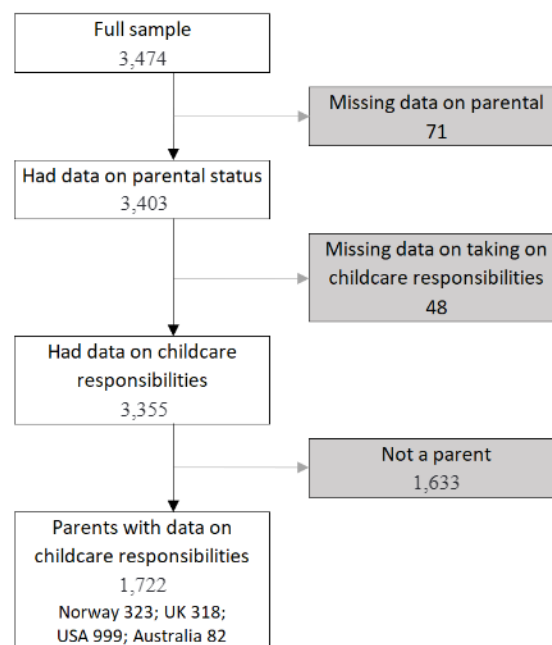 Full sample
3,474
Missing data on parental
71
Had data on parental status
3,403
Missing data on taking on
childcare responsibilities
48
Had data on childcare
responsibilities
3,355
Not a parent
1,633
Parents with data on
childcare responsibilities
1,722
Norway 323; UK 318;
USA 999; Australia 82